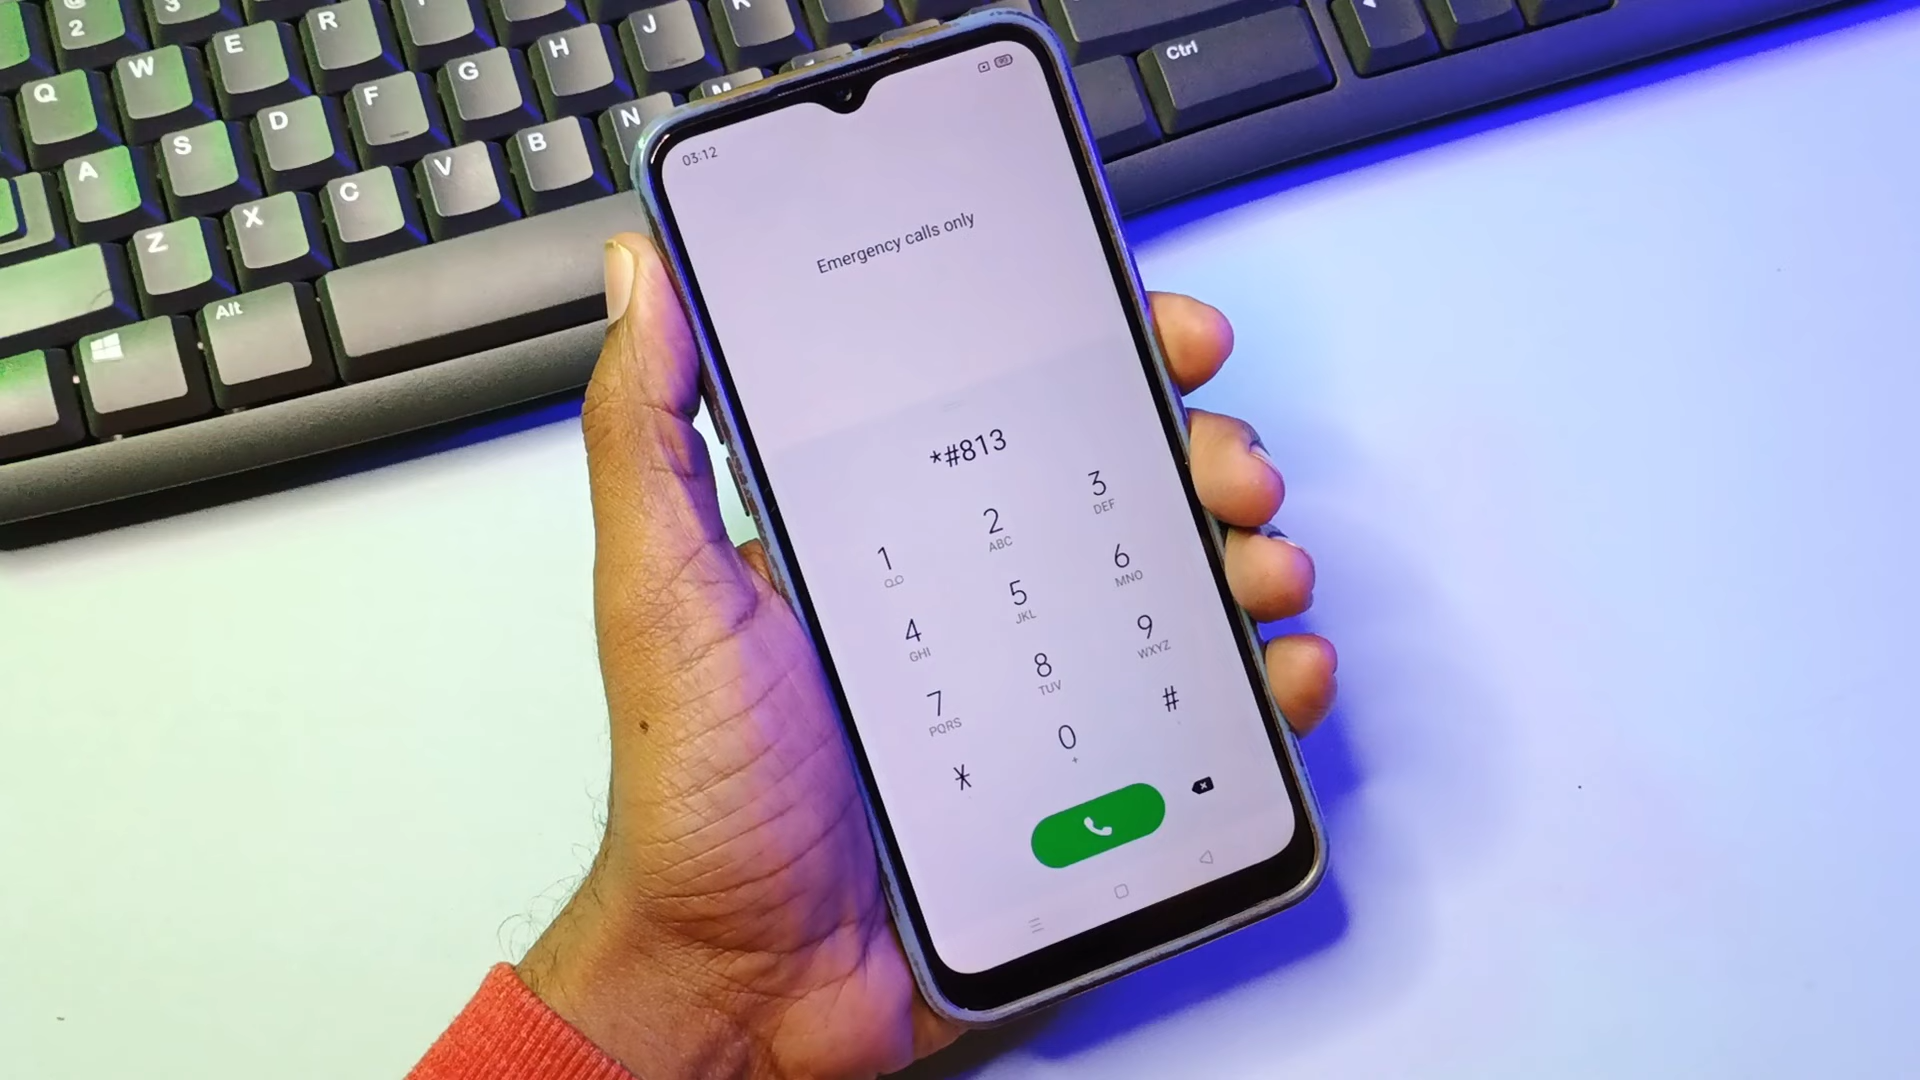 2
3
Q
W
E
R
A
S
D
F
G
H
J
K
Z
X
C
V
B
N
M
Alt
Ctrl
03:12
Emergency calls only
*#813
1
2 ABC
3 DEF
4 GHI
5 JKL
6 MNO
7 PQRS
8 TUV
9 WXYZ
*
0 +
#